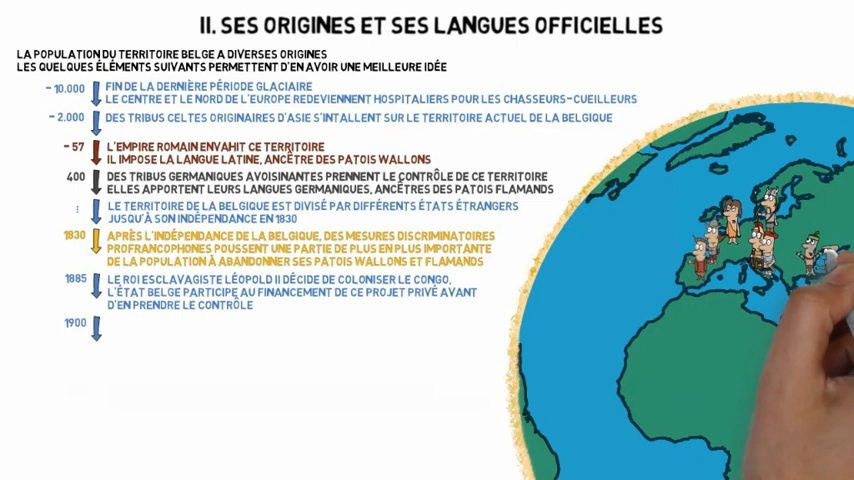 II. SES ORIGINES ET SES LANGUES OFFICIELLES
LA POPULATION DU TERRITOIRE BELGE A DIVERSES ORIGINES
LES QUELQUES ÉLÉMENTS SUIVANTS PERMETTENT D'EN AVOIR UNE MEILLEURE IDÉE
- 10.000 FIN DE LA DERNIÈRE PÉRIODE GLACIAIRE
LE CENTRE ET LE NORD DE L'EUROPE REDEVIENNENT HOSPITALIERS POUR LES CHASSEURS-CUEILLEURS
- 2.000 DES TRIBUS CELTES ORIGINAIRES D'ASIE S'INTALLENT SUR LE TERRITOIRE ACTUEL DE LA BELGIQUE
- 57 L'EMPIRE ROMAIN ENVAHIT CE TERRITOIRE
IL IMPOSE LA LANGUE LATINE, ANCÊTRE DES PATOIS WALLONS
400 DES TRIBUS GERMANIQUES AVOISINANTES PRENNENT LE CONTRÔLE DE CE TERRITOIRE
ELLES APPORTENT LEURS LANGUES GERMANIQUES, ANCÊTRES DES PATOIS FLAMANDS
⋮ LE TERRITOIRE DE LA BELGIQUE EST DIVISÉ PAR DIFFÉRENTS ÉTATS ÉTRANGERS
JUSQU'À SON INDÉPENDANCE EN 1830
1830 APRÈS L'INDÉPENDANCE DE LA BELGIQUE, DES MESURES DISCRIMINATOIRES
PROFRANCOPHONES POUSSENT UNE PARTIE DE PLUS EN PLUS IMPORTANTE
DE LA POPULATION À ABANDONNER SES PATOIS WALLONS ET FLAMANDS
1885 LE ROI ESCLAVAGISTE LÉOPOLD II DÉCIDE DE COLONISER LE CONGO,
L'ÉTAT BELGE PARTICIPE AU FINANCEMENT DE CE PROJET PRIVÉ AVANT
D'EN PRENDRE LE CONTRÔLE
1900